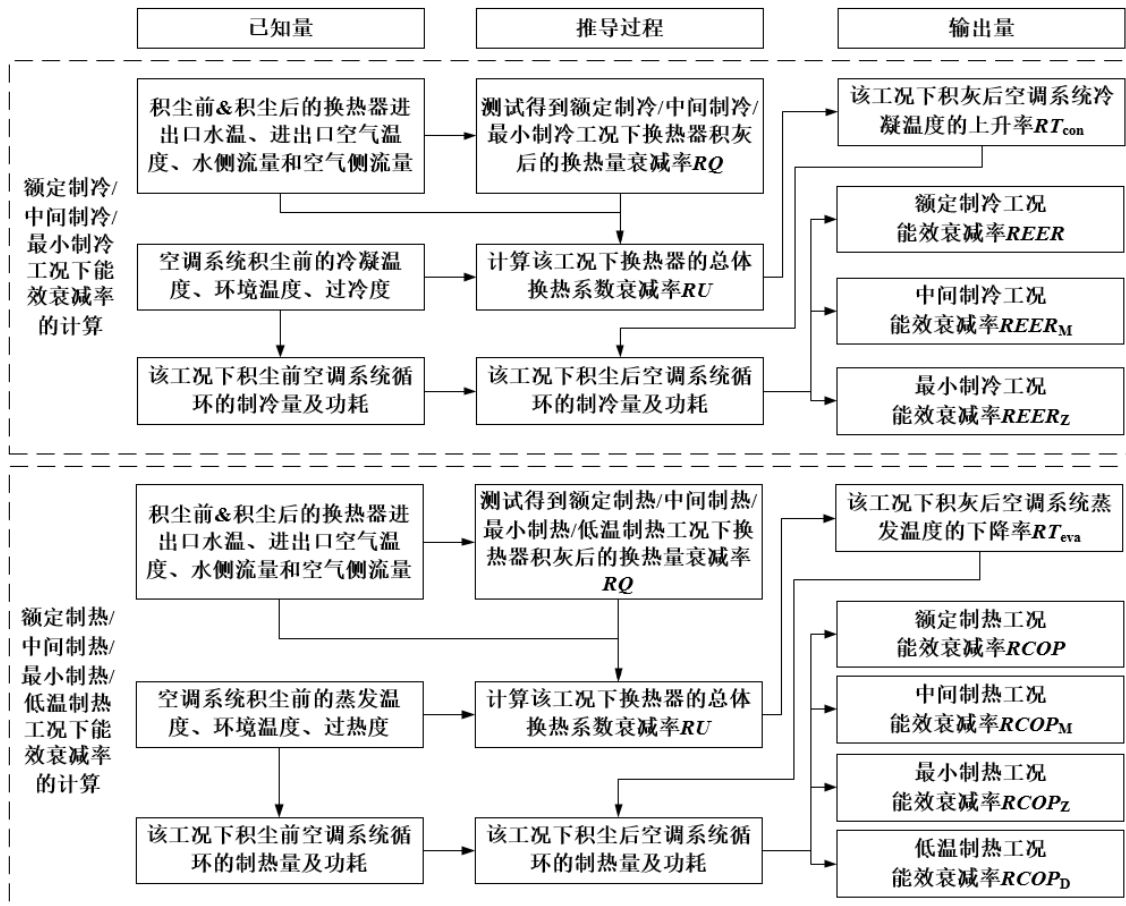 已知量
推导过程
输出量
额定制冷/
中间制冷/
最小制冷
工况下能
效衰减率
的计算
积尘前&积尘后的换热器进
出口水温、进出口空气温
度、水侧流量和空气侧流量
测试得到额定制冷/中间制冷/
最小制冷工况下换热器积灰
后的换热量衰减率RQ
该工况下积灰后空调系统冷
凝温度的上升率RTcon
空调系统积尘前的冷凝温
度、环境温度、过冷度
计算该工况下换热器的总体
换热系数衰减率RU
额定制冷工况
能效衰减率REER
中间制冷工况
能效衰减率REERM
该工况下积尘前空调系统循
环的制冷量及功耗
该工况下积尘后空调系统循
环的制冷量及功耗
最小制冷工况
能效衰减率REERZ
额定制热/
中间制热/
最小制热/
低温制热
工况下能
效衰减率
的计算
积尘前&积尘后的换热器进
出口水温、进出口空气温
度、水侧流量和空气侧流量
测试得到额定制热/中间制热/
最小制热/低温制热工况下换
热器积灰后的换热量衰减率
RQ
该工况下积灰后空调系统蒸
发温度的下降率RTeva
空调系统积尘前的蒸发温
度、环境温度、过热度
计算该工况下换热器的总体
换热系数衰减率RU
额定制热工况
能效衰减率RCOP
中间制热工况
能效衰减率RCOPM
最小制热工况
能效衰减率RCOPZ
该工况下积尘前空调系统循
环的制热量及功耗
该工况下积尘后空调系统循
环的制热量及功耗
低温制热工况
能效衰减率RCOPD